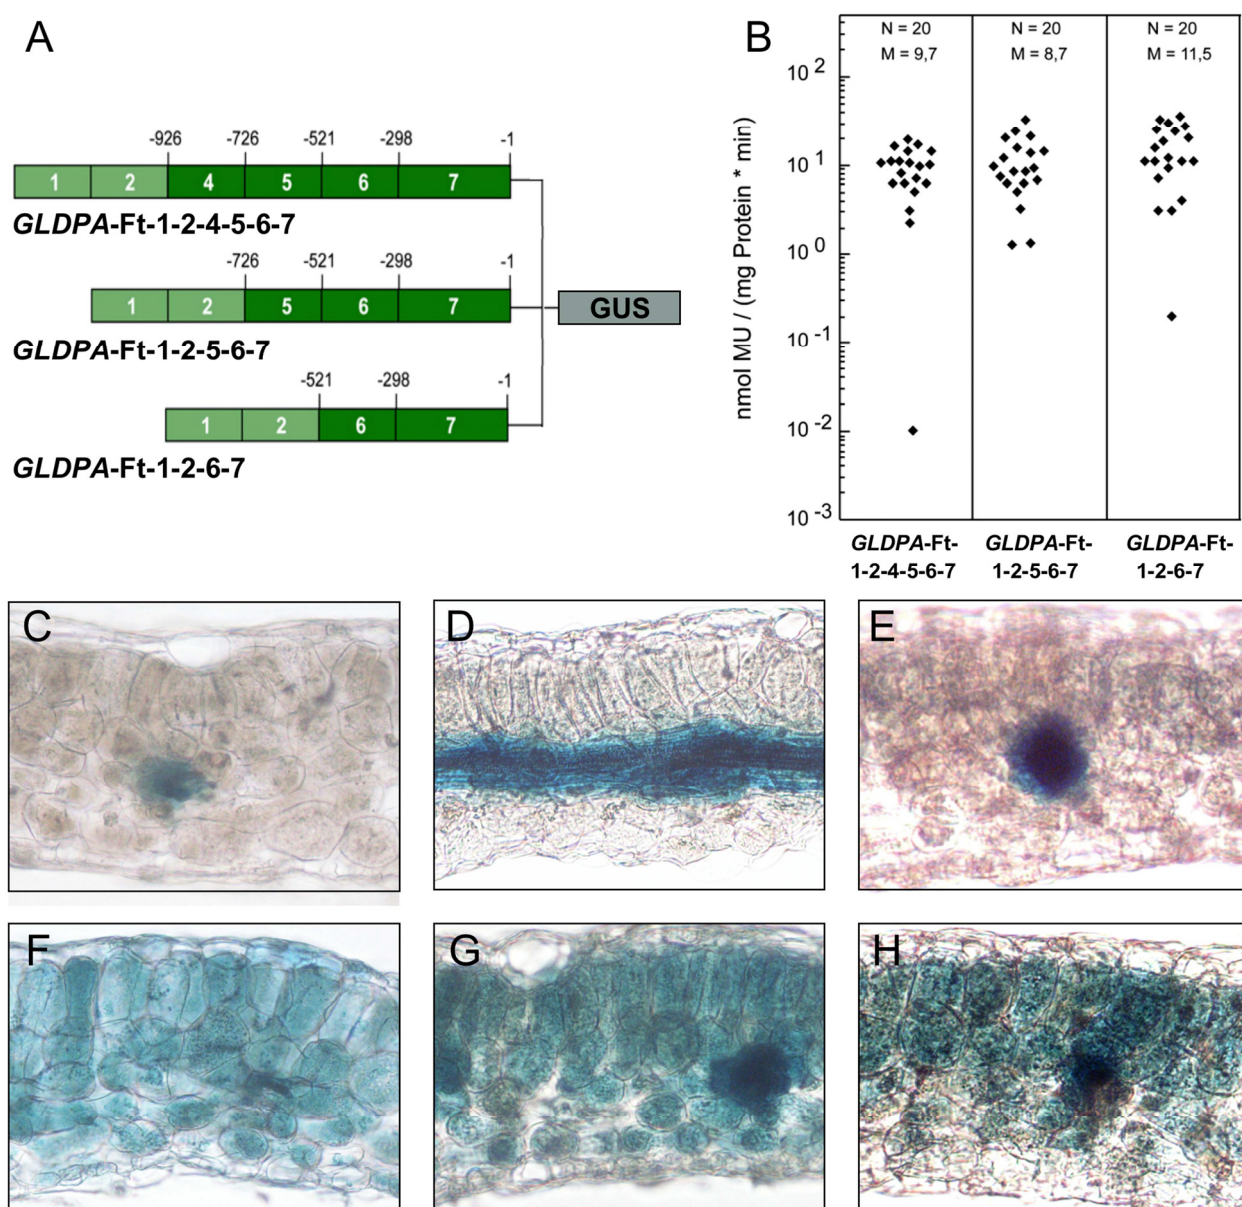 A
-926 -726 -521 -298 -1
1 2 4 5 6 7
GLDPA-Ft-1-2-4-5-6-7
-726 -521 -298 -1
1 2 5 6 7
GUS
GLDPA-Ft-1-2-5-6-7
-521 -298 -1
1 2 6 7
GLDPA-Ft-1-2-6-7
B
N = 20 N = 20 N = 20
M = 9,7 M = 8,7 M = 11,5
nmol MU / (mg Protein * min)
10 2
10 1
10 0
10 -1
10 -2
10 -3
GLDPA-Ft- GLDPA-Ft- GLDPA-Ft-
1-2-4-5-6-7 1-2-5-6-7 1-2-6-7
C D E
F G H